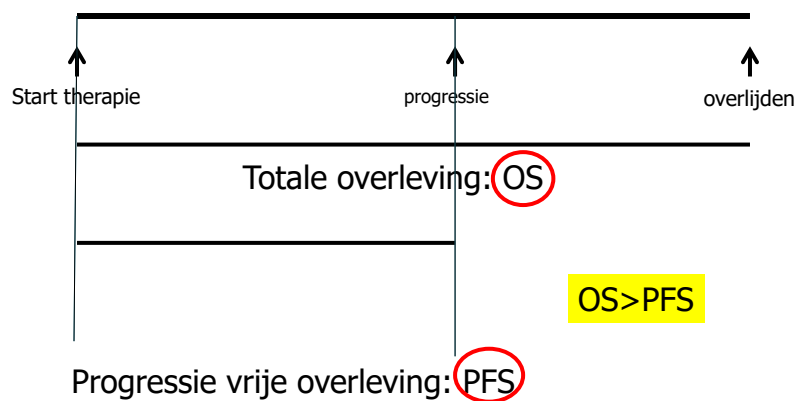 Start therapie
progressie
overlijden
Totale overleving: OS
OS>PFS
Progressie vrije overleving: PFS